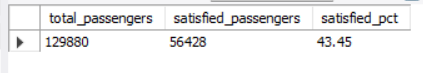 total_passengers satisfied_passengers satisfied_pct
129880 56428 43.45